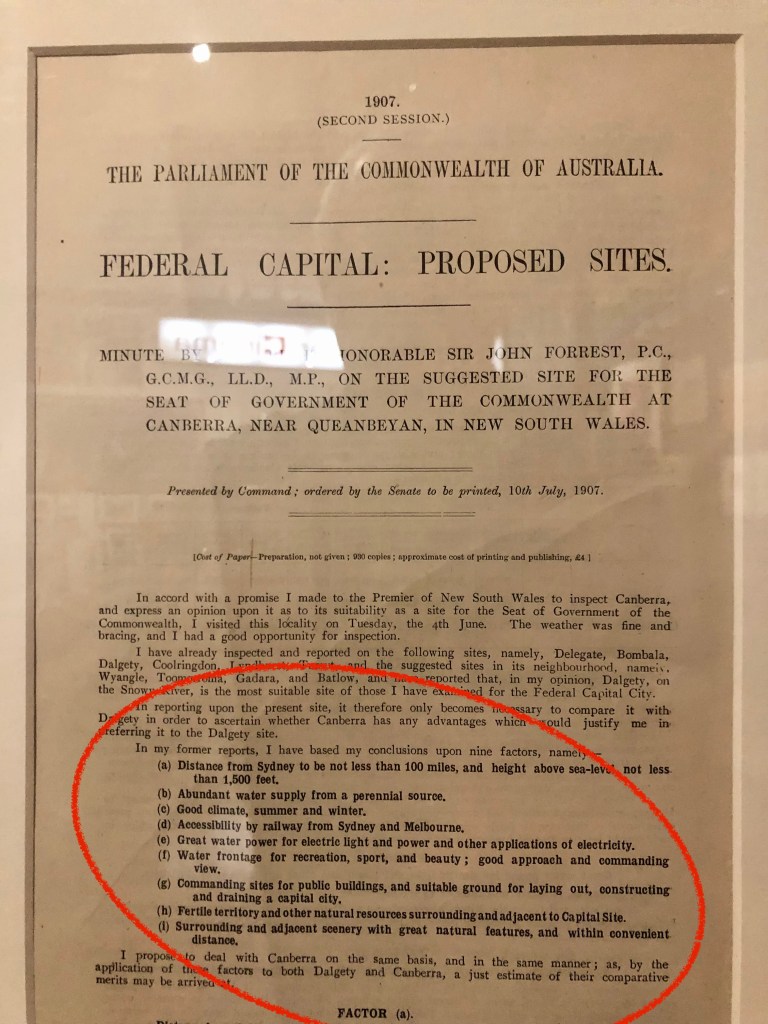 1907.
(SECOND SESSION.)
THE PARLIAMENT OF THE COMMONWEALTH OF AUSTRALIA.
FEDERAL CAPITAL: PROPOSED SITES.
MINUTE BY HONORABLE SIR JOHN FORREST, P.C.,
G.C.M.G., LL.D., M.P., ON THE SUGGESTED SITE FOR THE
SEAT OF GOVERNMENT OF THE COMMONWEALTH AT
CANBERRA, NEAR QUEANBEYAN, IN NEW SOUTH WALES.
Presented by Command; ordered by the Senate to be printed, 10th July, 1907.
[Cost of Paper—Preparation, not given; 930 copies; approximate cost of printing and publishing, £4.]
In accord with a promise I made to the Premier of New South Wales to inspect Canberra,
and express an opinion upon it as to its suitability as a site for the Seat of Government of the
Commonwealth, I visited this locality on Tuesday, the 4th June. The weather was fine and
bracing, and I had a good opportunity for inspection.
I have already inspected and reported on the following sites, namely, Delegate, Bombala,
Dalgety, Coolringdon, Lyndhurst, Tumut, and the suggested sites in its neighbourhood, namely,
Wyangle, Toomorroma, Gadara, and Batlow, and have reported that, in my opinion, Dalgety, on
the Snowy River, is the most suitable site of those I have examined for the Federal Capital City.
In reporting upon the present site, it therefore only becomes necessary to compare it with
Dalgety in order to ascertain whether Canberra has any advantages which would justify me in
preferring it to the Dalgety site.
In my former reports, I have based my conclusions upon nine factors, namely—
(a) Distance from Sydney to be not less than 100 miles, and height above sea-level not less
than 1,500 feet.
(b) Abundant water supply from a perennial source.
(c) Good climate, summer and winter.
(d) Accessibility by railway from Sydney and Melbourne.
(e) Great water power for electric light and power and other applications of electricity.
(f) Water frontage for recreation, sport, and beauty; good approach and commanding
view.
(g) Commanding sites for public buildings, and suitable ground for laying out, constructing
and draining a capital city.
(h) Fertile territory and other natural resources surrounding and adjacent to Capital Site.
(i) Surrounding and adjacent scenery with great natural features, and within convenient
distance.
I propose to deal with Canberra on the same basis, and in the same manner; as, by the
application of these factors to both Dalgety and Canberra, a just estimate of their comparative
merits may be arrived at.
FACTOR (a).